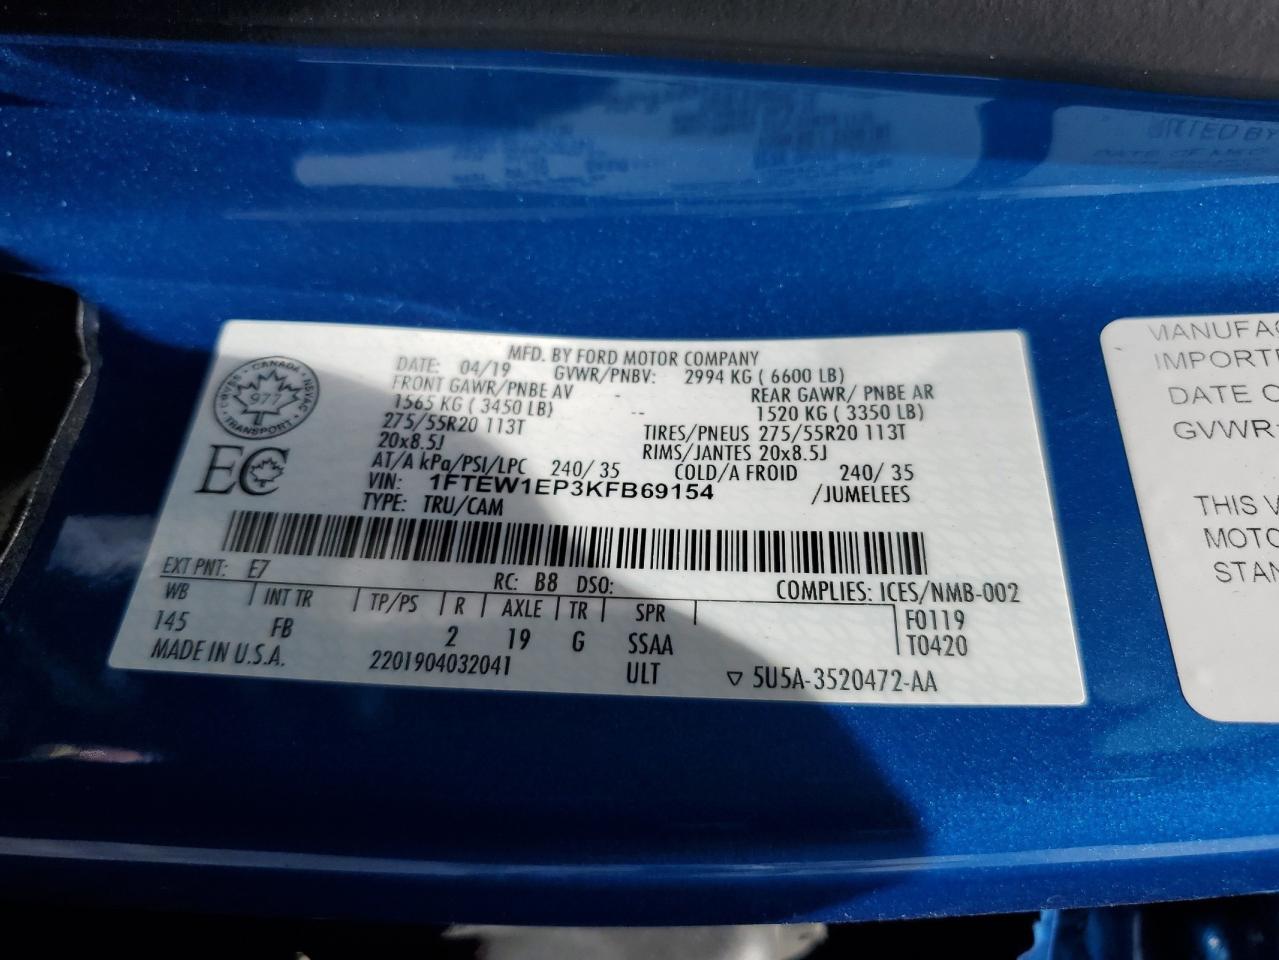 MFD. BY FORD MOTOR COMPANY
DATE: 04/19 GVWR/PNBV: 2994 KG ( 6600 LB)
FRONT GAWR/PNBE AV REAR GAWR/ PNBE AR
1565 KG ( 3450 LB) -- 1520 KG ( 3350 LB)
275/55R20 113T TIRES/PNEUS 275/55R20 113T
20x8.5J RIMS/JANTES 20x8.5J
AT/A kPa/PSI/LPC 240/ 35 COLD/A FROID 240/ 35
VIN: 1FTEW1EP3KFB69154 /JUMELEES
TYPE: TRU/CAM
CANADA
NSVAC
977
TRANSPORT
EC
EXT PNT: E7 RC: B8 DSO: COMPLIES: ICES/NMB-002
WB INT TR TP/PS R AXLE TR SPR F0119
145 FB 2 19 G SSAA T0420
MADE IN U.S.A. 2201904032041 ULT ▽ 5U5A-3520472-AA
MANUFAC
IMPORT
DATE O
GVWR
THIS V
MOTO
STAN